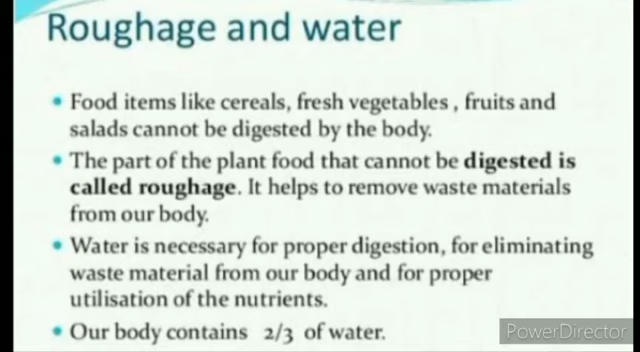 Roughage and water
• Food items like cereals, fresh vegetables , fruits and
salads cannot be digested by the body.
• The part of the plant food that cannot be digested is
called roughage. It helps to remove waste materials
from our body.
• Water is necessary for proper digestion, for eliminating
waste material from our body and for proper
utilisation of the nutrients.
• Our body contains 2/3 of water.
PowerDirector